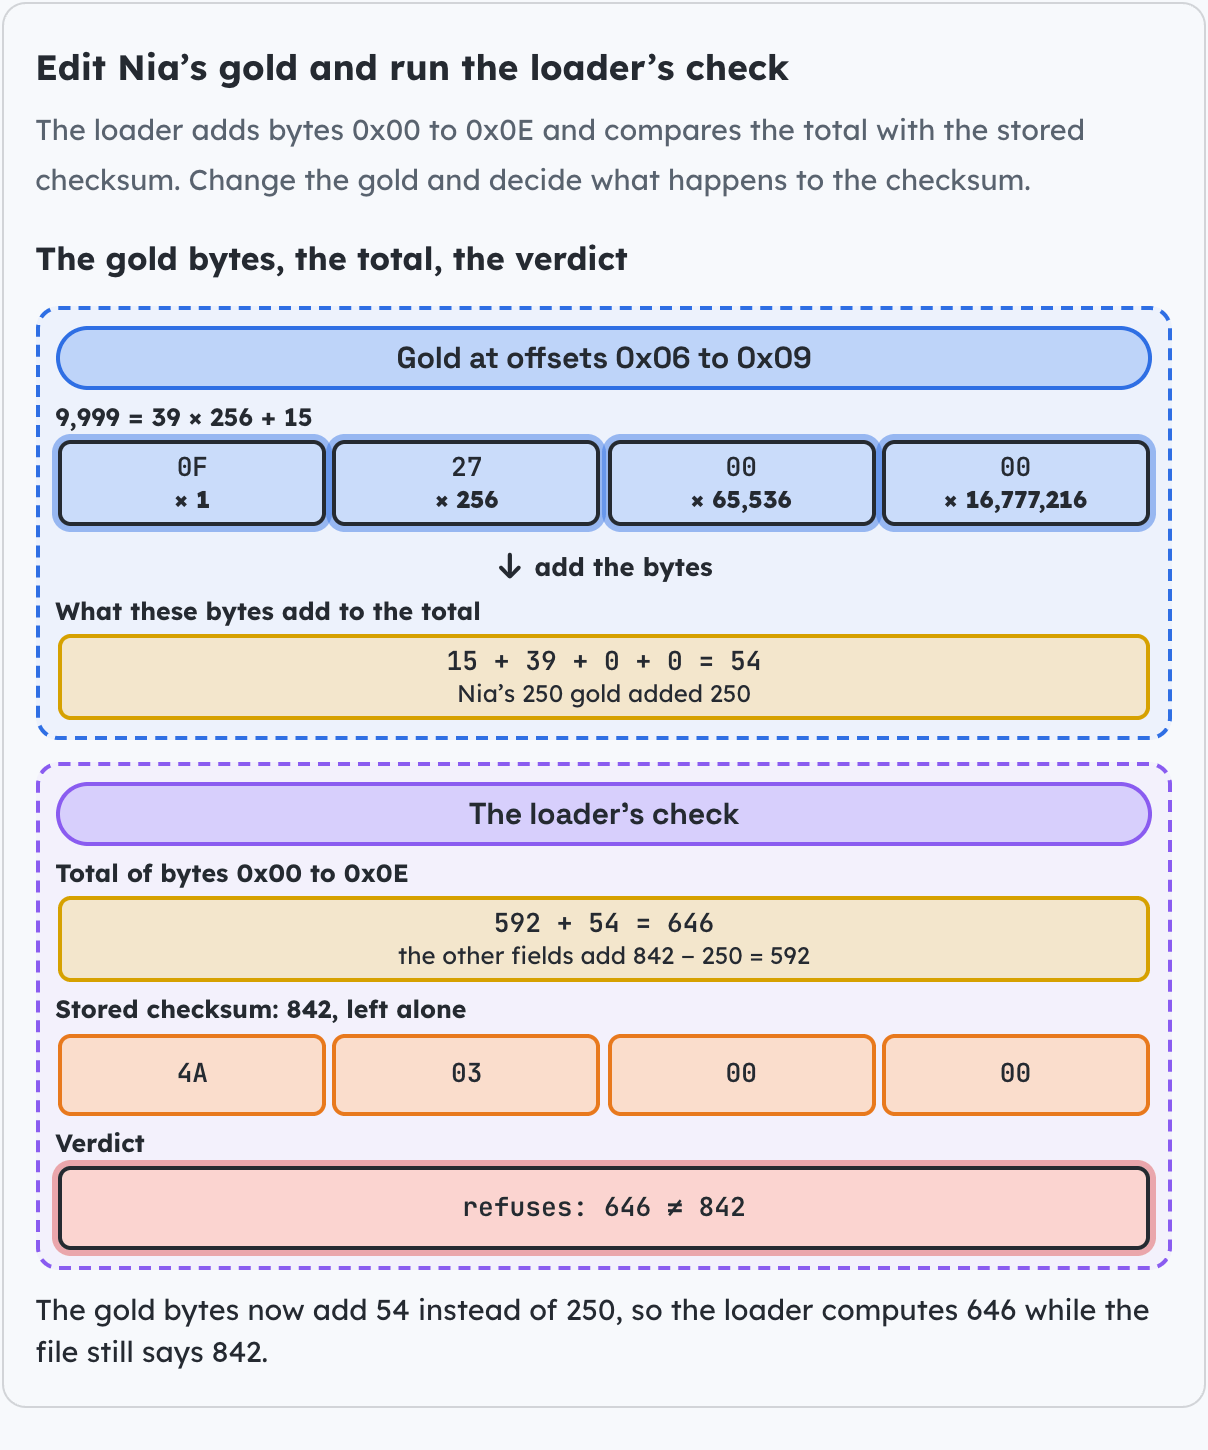 Edit Nia’s gold and run the loader’s check
The loader adds bytes 0x00 to 0x0E and compares the total with the stored
checksum. Change the gold and decide what happens to the checksum.
The gold bytes, the total, the verdict
Gold at offsets 0x06 to 0x09
9,999 = 39 × 256 + 15
0F 27 00 00
× 1 × 256 × 65,536 × 16,777,216
↓ add the bytes
What these bytes add to the total
15 + 39 + 0 + 0 = 54
Nia’s 250 gold added 250
The loader’s check
Total of bytes 0x00 to 0x0E
592 + 54 = 646
the other fields add 842 − 250 = 592
Stored checksum: 842, left alone
4A 03 00 00
Verdict
refuses: 646 ≠ 842
The gold bytes now add 54 instead of 250, so the loader computes 646 while the
file still says 842.